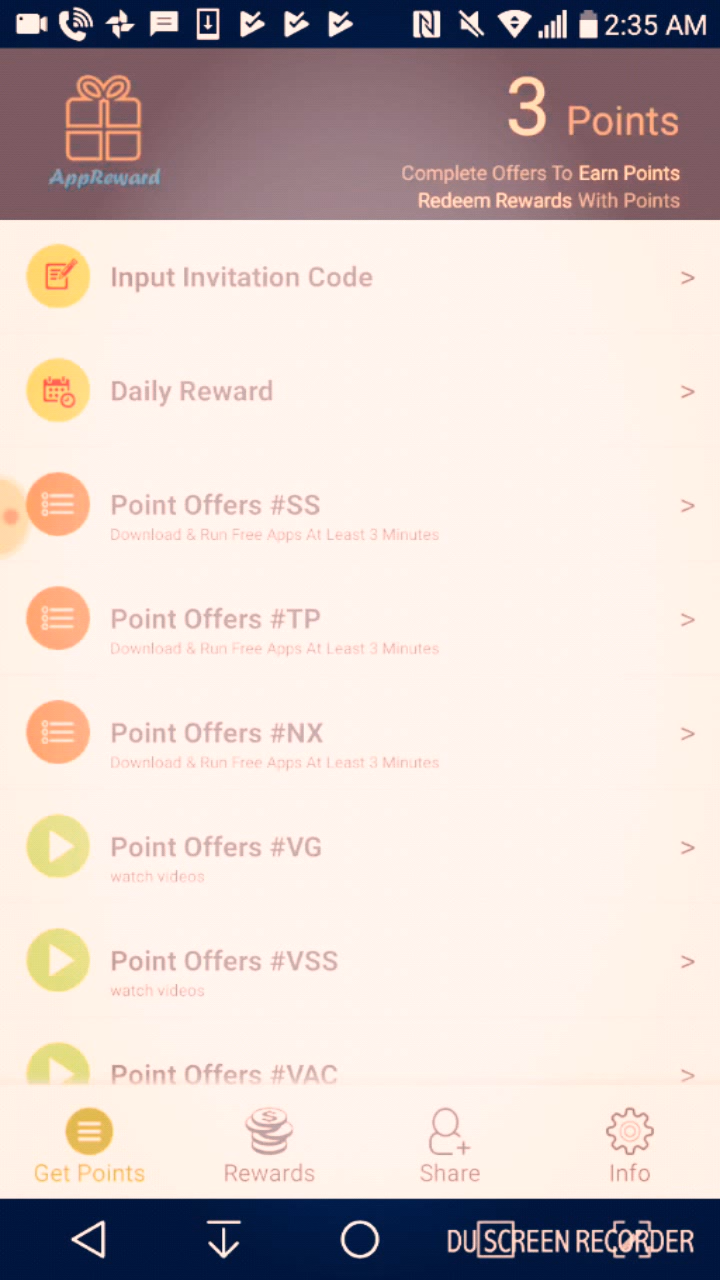 2:35 AM
3 Points
AppReward
Complete Offers To Earn Points
Redeem Rewards With Points
Input Invitation Code >
Daily Reward >
Point Offers #SS >
Download & Run Free Apps At Least 3 Minutes
Point Offers #TP >
Download & Run Free Apps At Least 3 Minutes
Point Offers #NX >
Download & Run Free Apps At Least 3 Minutes
Point Offers #VG >
watch videos
Point Offers #VSS >
watch videos
Point Offers #VAC >
Get Points Rewards Share Info
DU SCREEN RECORDER